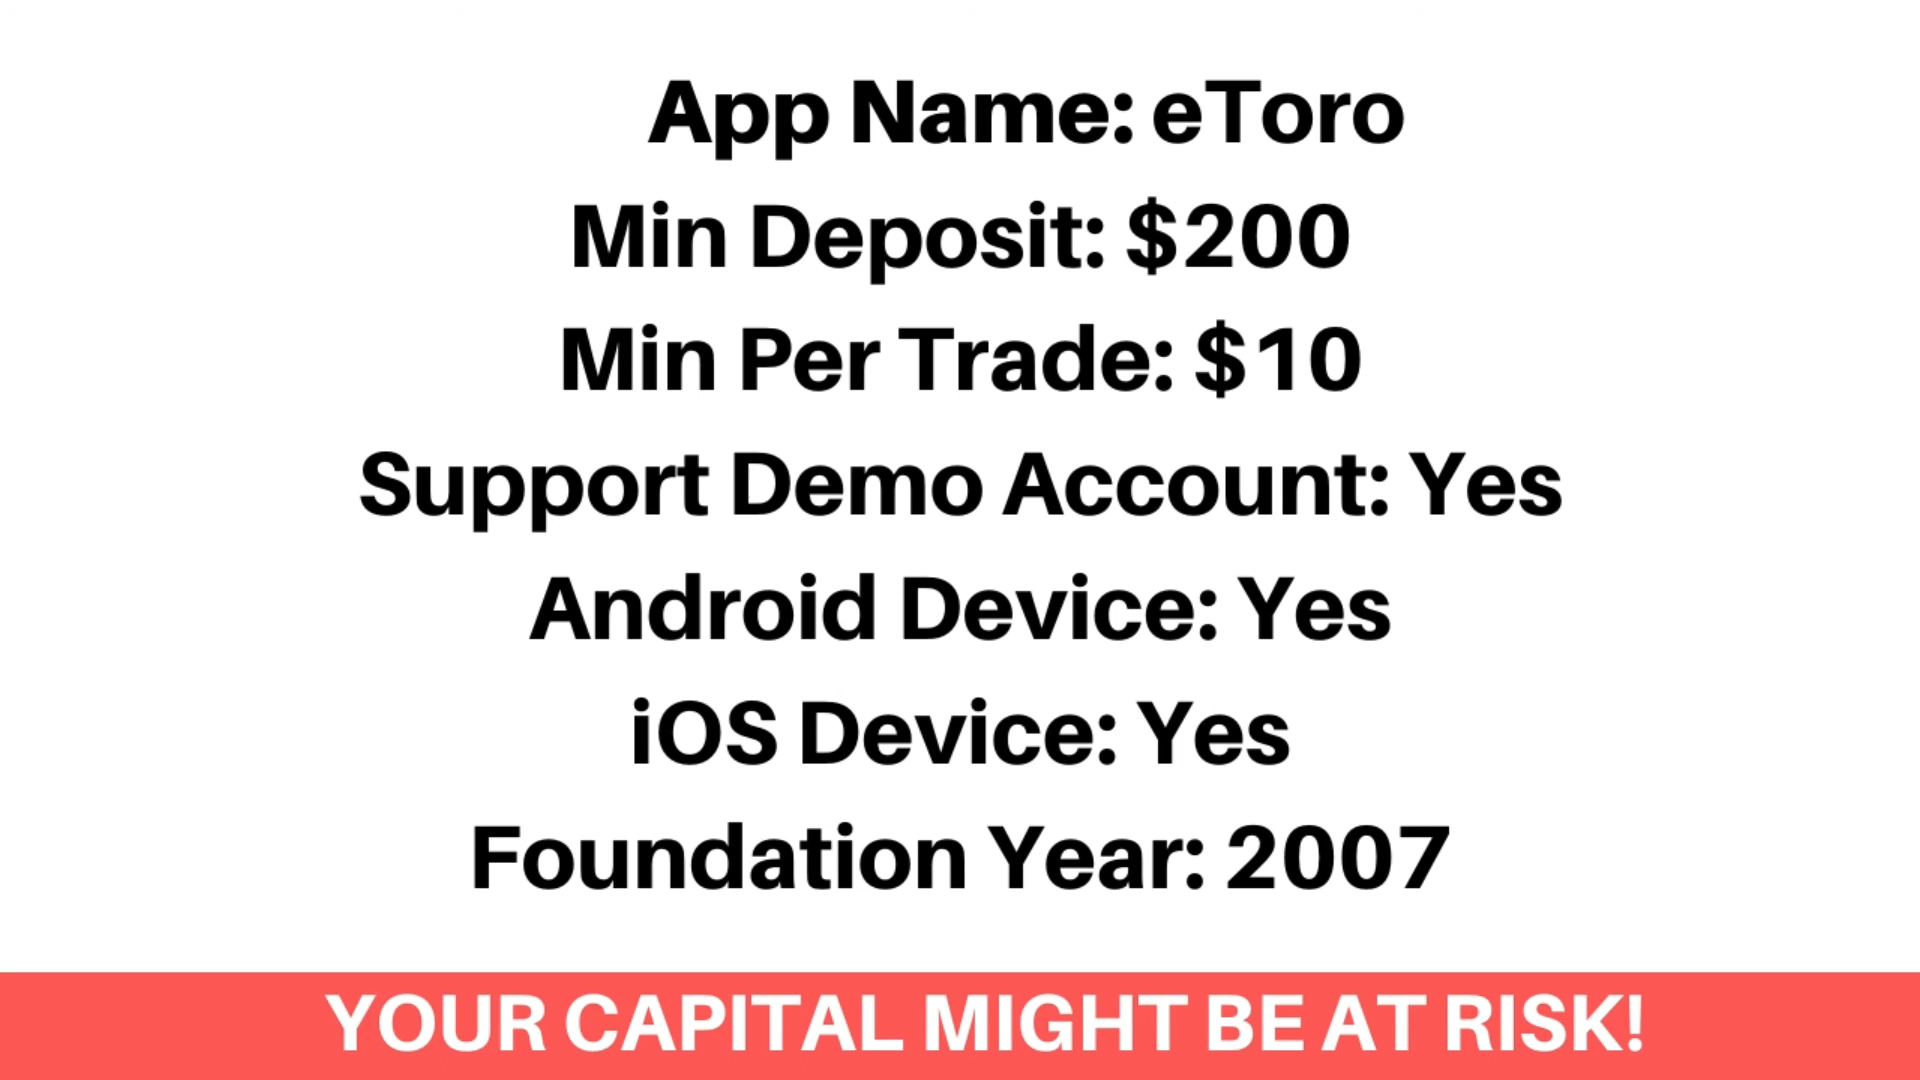 App Name: eToro
Min Deposit: $200
Min Per Trade: $10
Support Demo Account: Yes
Android Device: Yes
iOS Device: Yes
Foundation Year: 2007
YOUR CAPITAL MIGHT BE AT RISK!